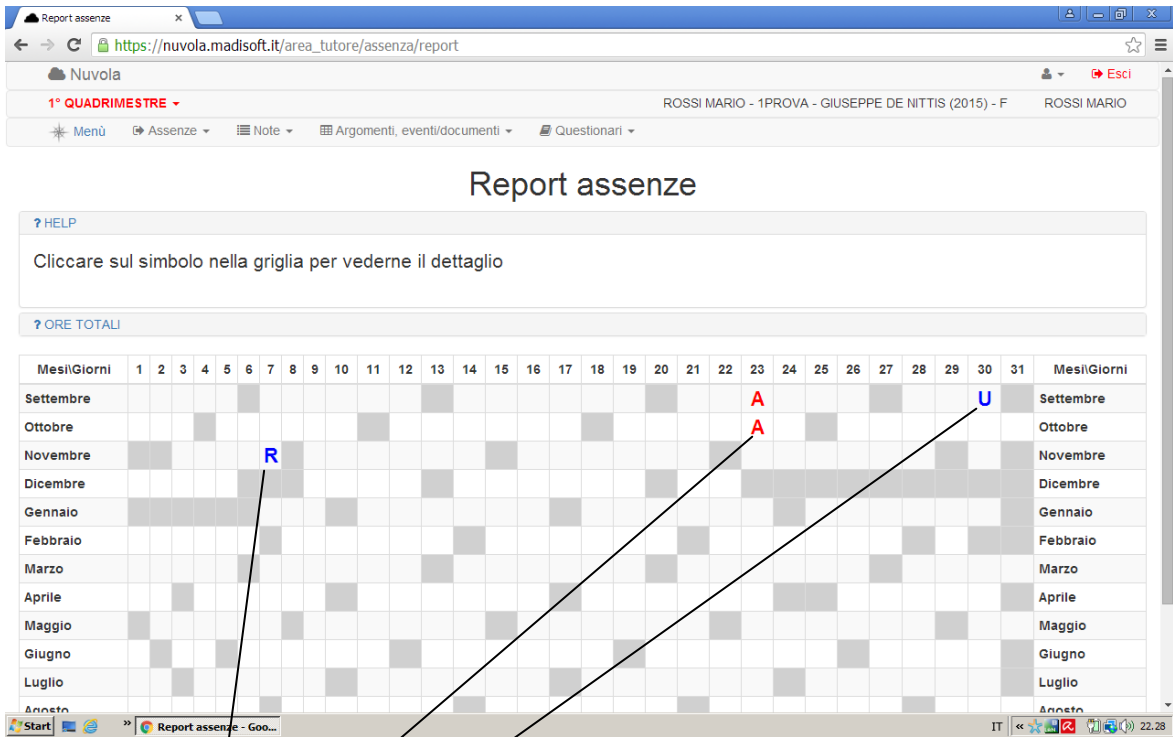 Report assenze
https://nuvola.madisoft.it/area_tutore/assenza/report
Nuvola Esci
1° QUADRIMESTRE ROSSI MARIO - 1PROVA - GIUSEPPE DE NITTIS (2015) - F ROSSI MARIO
Menù Assenze Note Argomenti, eventi/documenti Questionari
Report assenze
? HELP
Cliccare sul simbolo nella griglia per vederne il dettaglio
? ORE TOTALI
Mesi\Giorni 1 2 3 4 5 6 7 8 9 10 11 12 13 14 15 16 17 18 19 20 21 22 23 24 25 26 27 28 29 30 31 Mesi\Giorni
Settembre A U Settembre
Ottobre A Ottobre
Novembre R Novembre
Dicembre Dicembre
Gennaio Gennaio
Febbraio Febbraio
Marzo Marzo
Aprile Aprile
Maggio Maggio
Giugno Giugno
Luglio Luglio
Agosto Agosto
Start » Report assenze - Goo... IT « 22.28